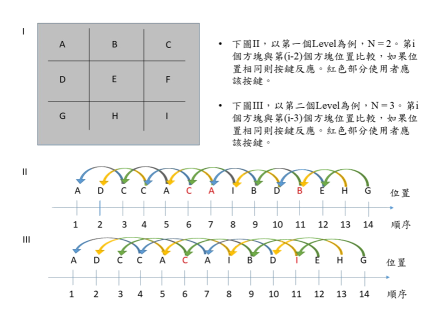 I
A B C
D E F
G H I
• 下圖II，以第一個Level為例，N = 2。第i
個方塊與第(i-2)個方塊位置比較，如果位
置相同則按鍵反應。紅色部分使用者應
該按鍵。
• 下圖III，以第二個Level為例，N = 3。第i
個方塊與第(i-3)個方塊位置比較，如果位
置相同則按鍵反應。紅色部分使用者應
該按鍵。
II
A D C C A C A I B D B E H G 位置
1 2 3 4 5 6 7 8 9 10 11 12 13 14 順序
III
A D C C A C A I B D I E H G 位置
1 2 3 4 5 6 7 8 9 10 11 12 13 14 順序